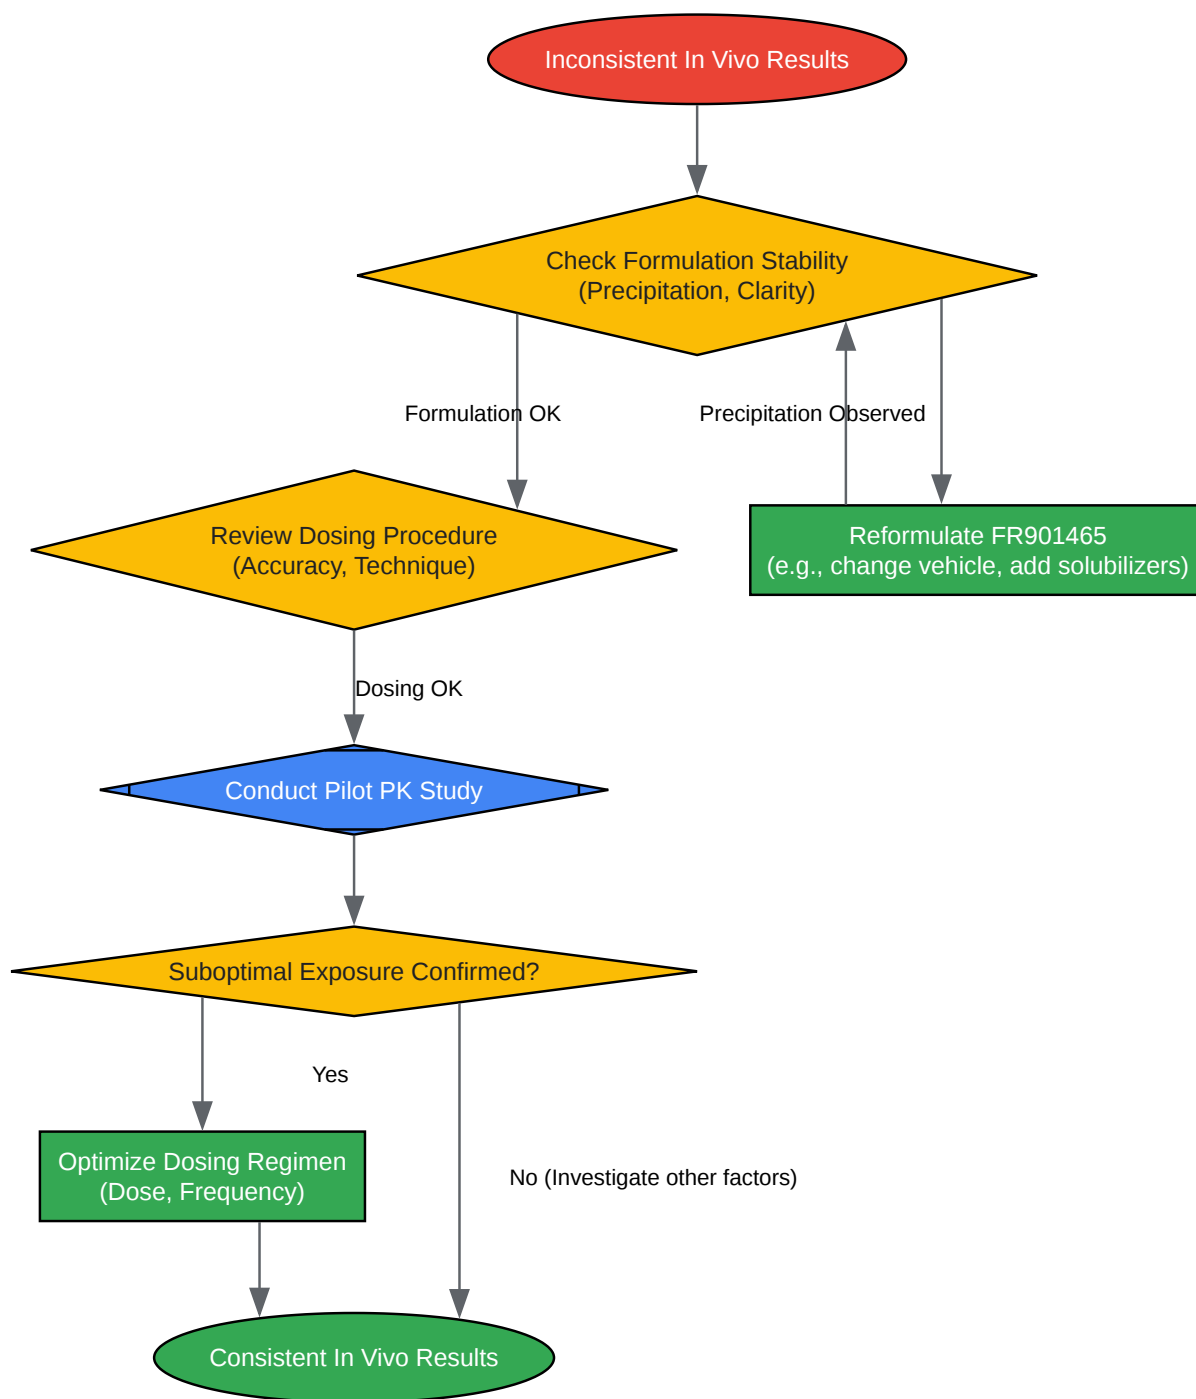 Inconsistent In Vivo Results
Check Formulation Stability
(Precipitation, Clarity)
Formulation OK
Precipitation Observed
Review Dosing Procedure
(Accuracy, Technique)
Reformulate FR901465
(e.g., change vehicle, add solubilizers)
Dosing OK
Conduct Pilot PK Study
Suboptimal Exposure Confirmed?
Yes
Optimize Dosing Regimen
(Dose, Frequency)
No (Investigate other factors)
Consistent In Vivo Results